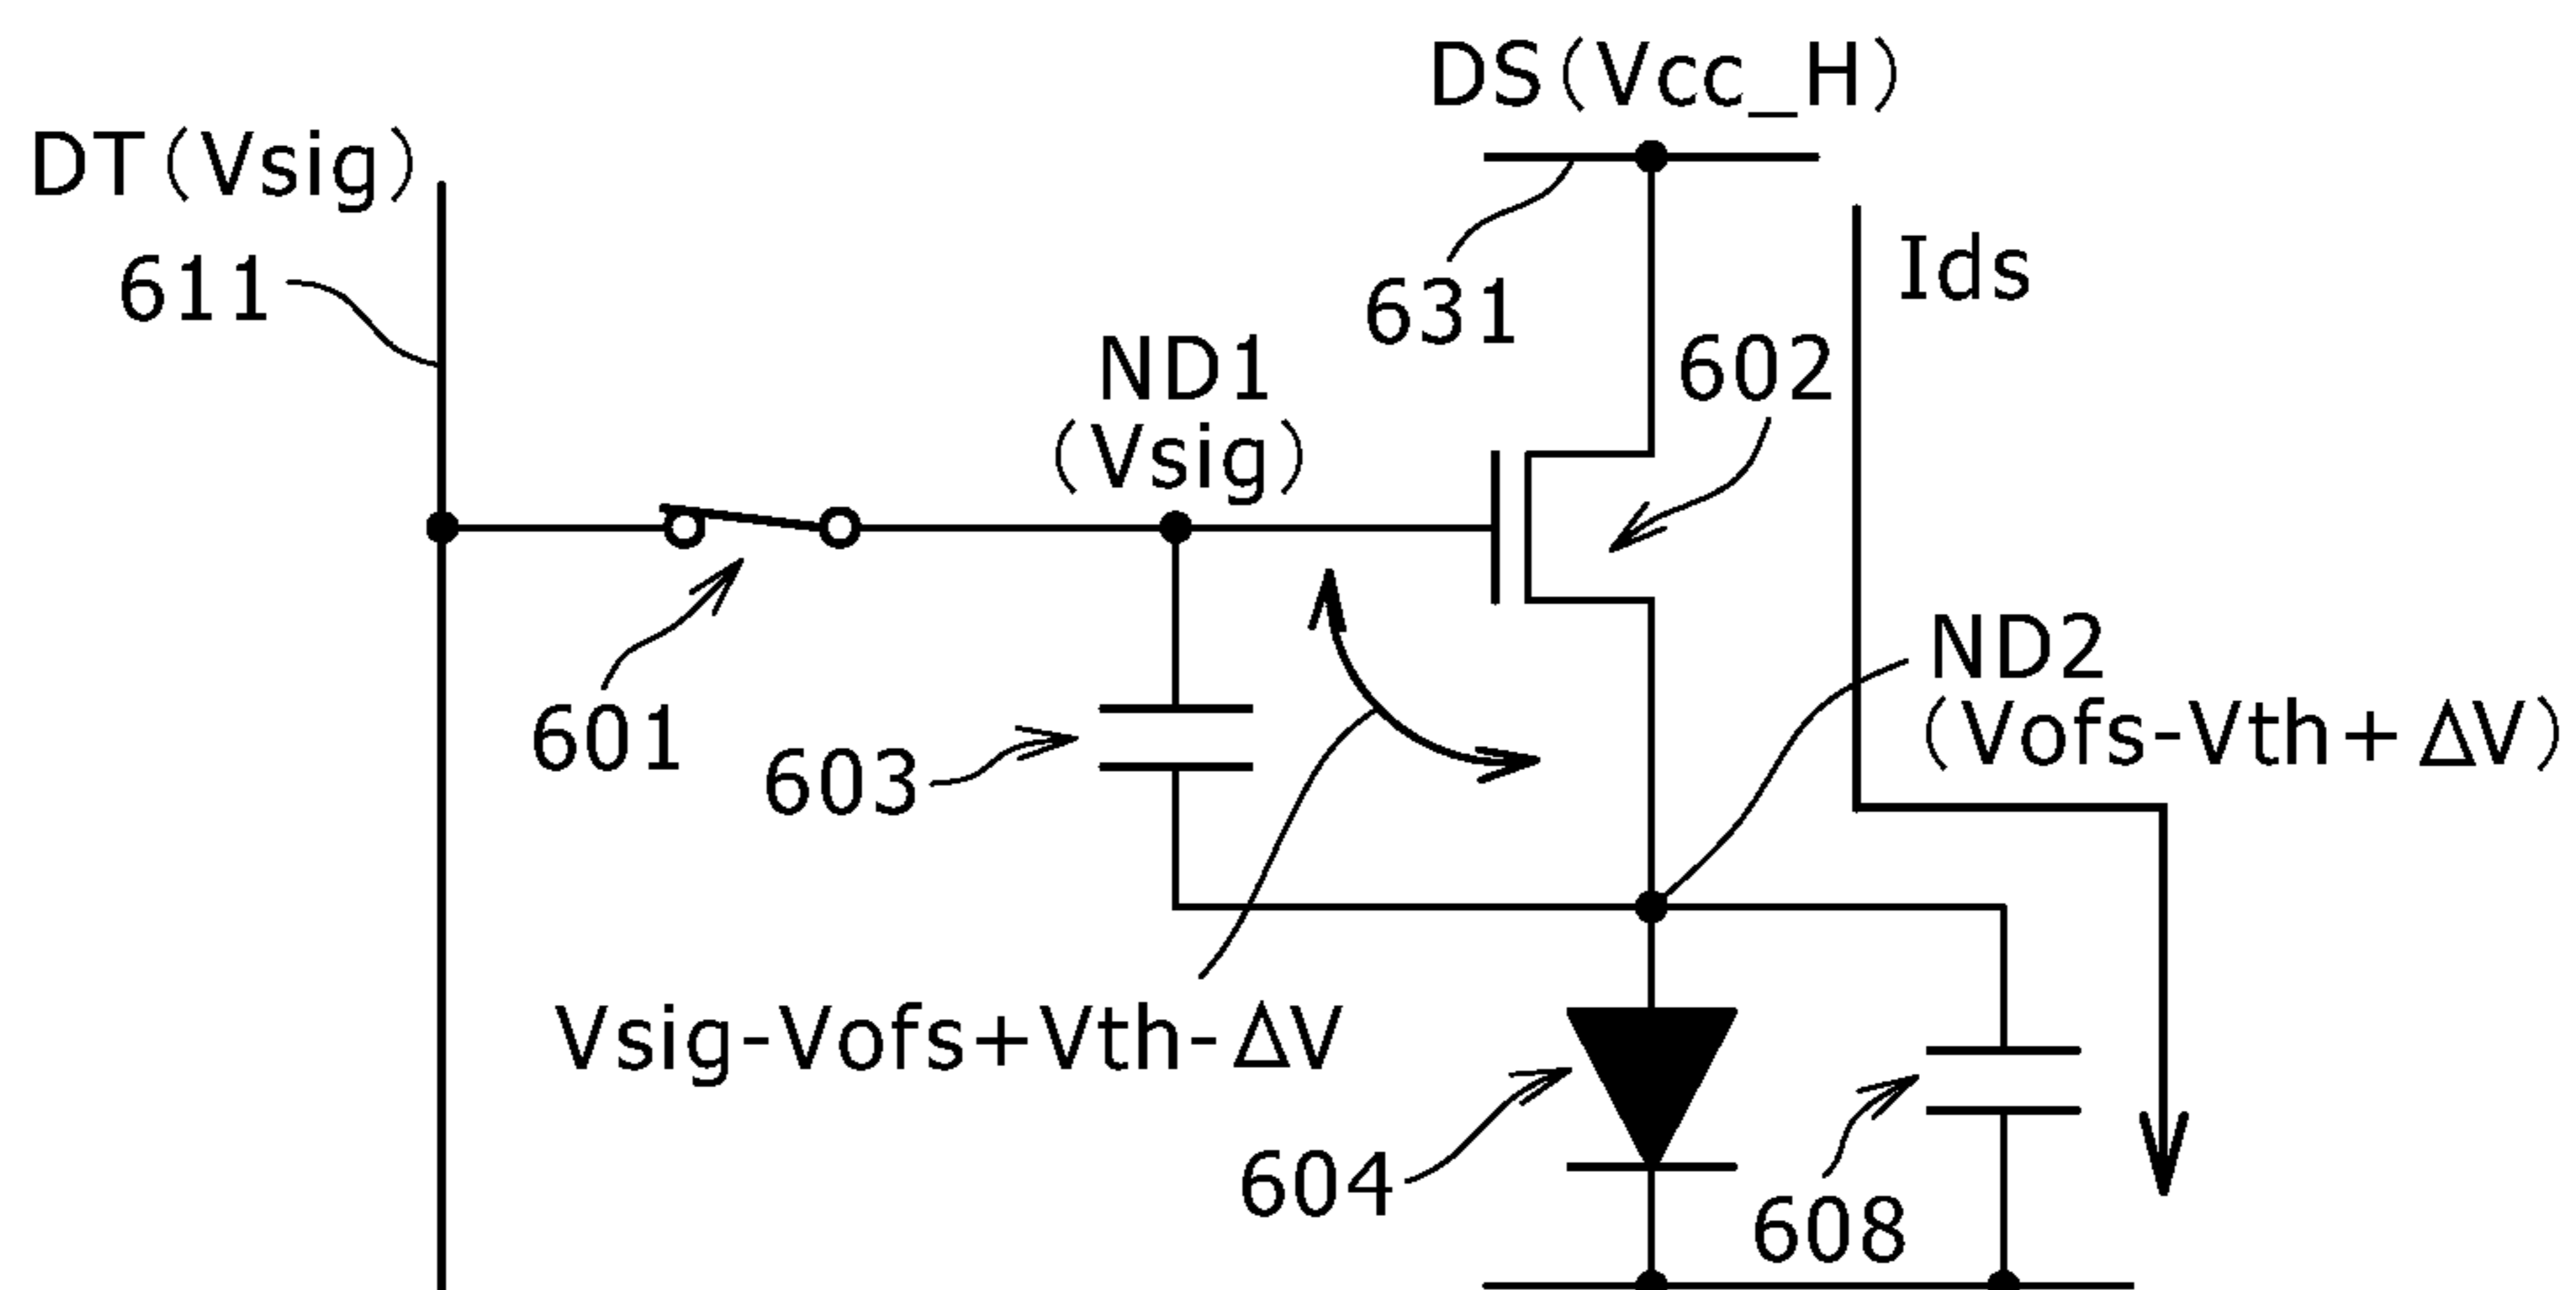 DS(Vcc_H)
DT(Vsig)
611
631
Ids
ND1
(Vsig)
602
601
603
ND2
(Vofs-Vth+ΔV)
Vsig-Vofs+Vth-ΔV
604
608